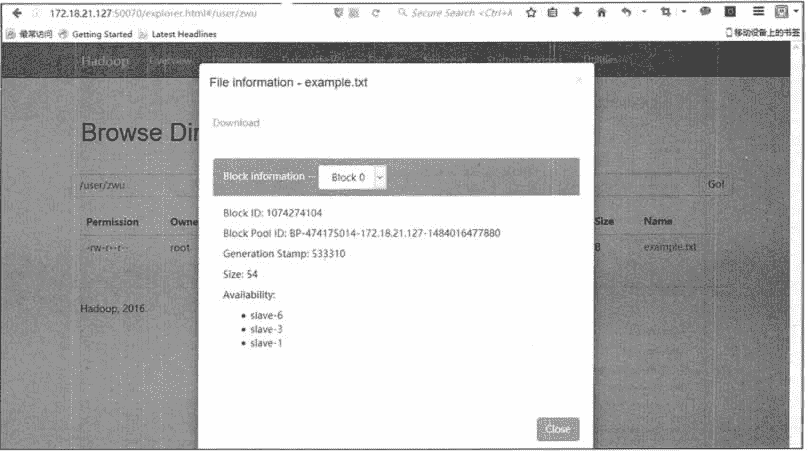 172.18.21.127:50070/explorer.html#/user/zwu
Secure Search <Ctrl+K
最常访问 Getting Started Latest Headlines 移动设备上的书签
Hadoop Overview Utilities
File information - example.txt ×
Download
Browse Dir
Block information -- Block 0
/user/zwu Go!
Block ID: 1074274104
Permission Owne Size Name
Block Pool ID: BP-474175014-172.18.21.127-1484016477880
-rw-r--r-- root B example.txt
Generation Stamp: 533310
Size: 54
Availability:
Hadoop, 2016.
• slave-6
• slave-3
• slave-1
Close